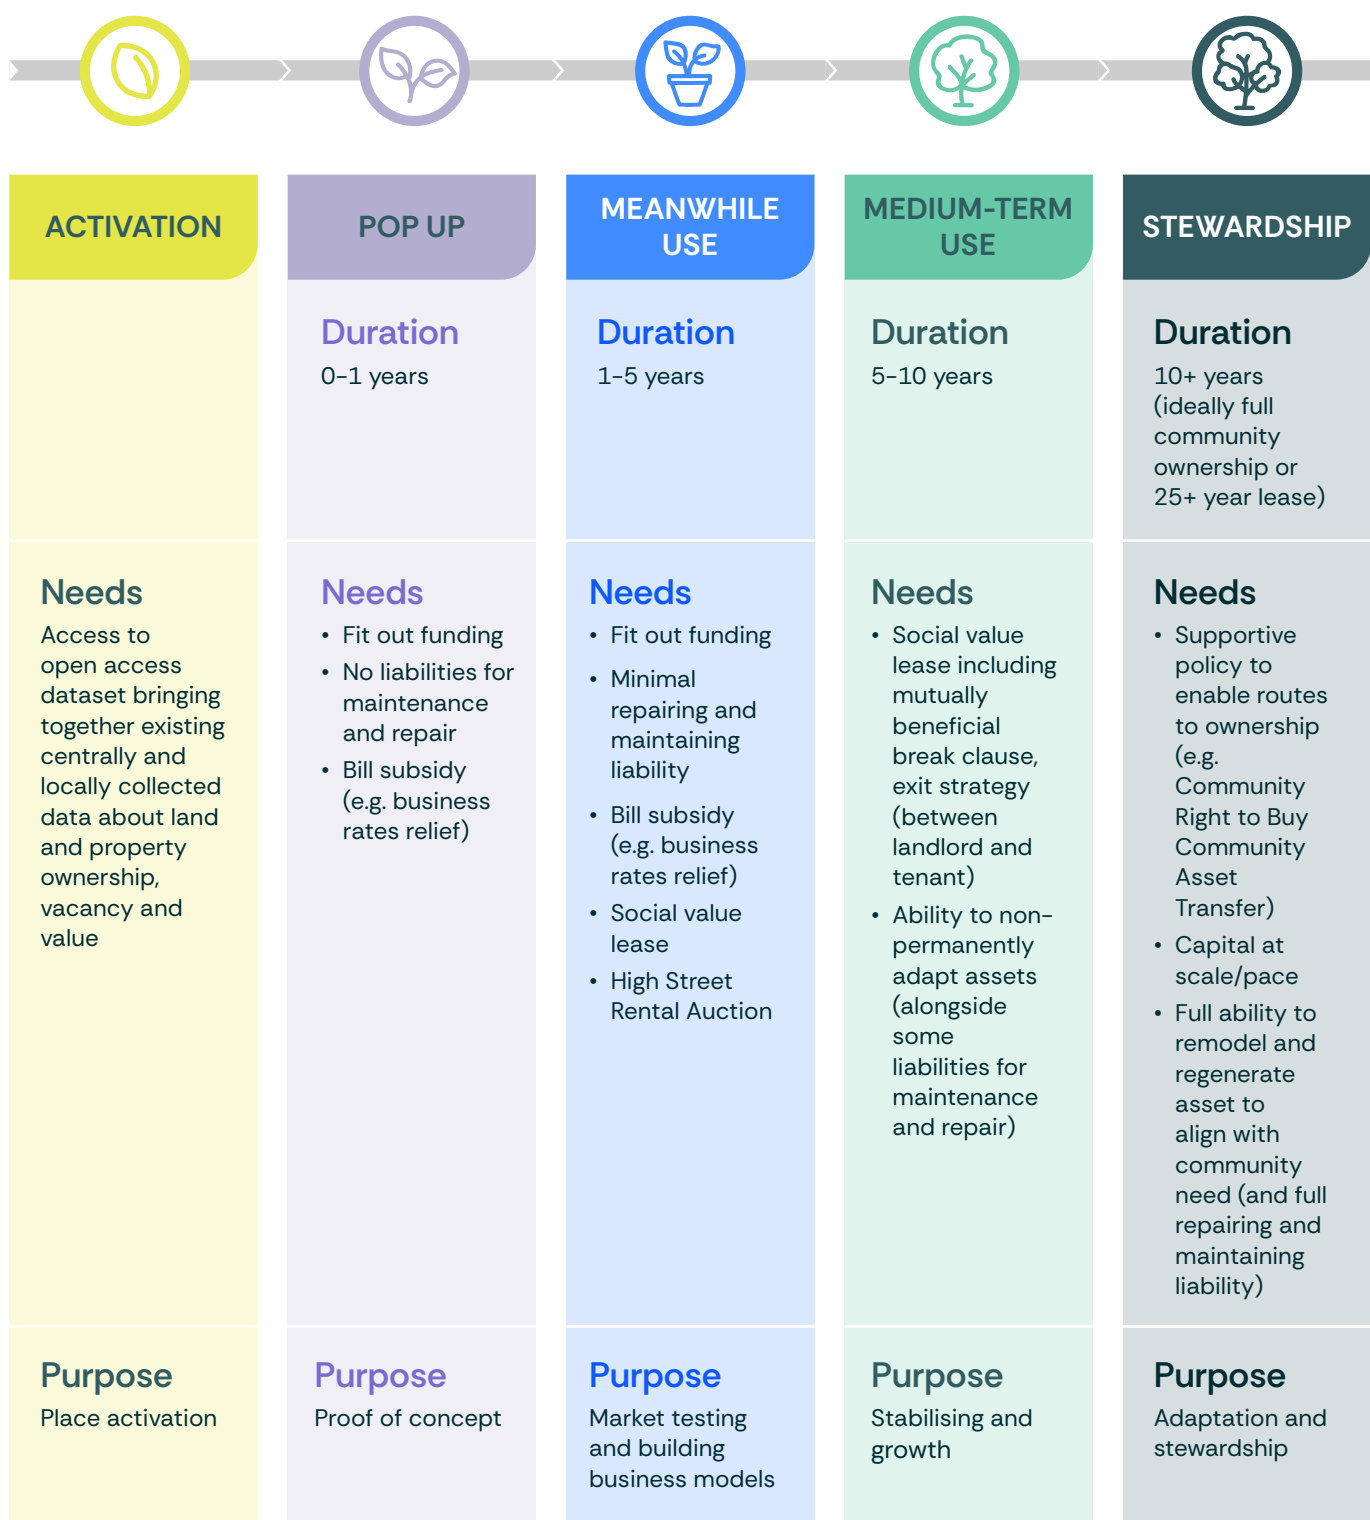 ACTIVATION
Needs
Access to
open access
dataset bringing
together existing
centrally and
locally collected
data about land
and property
ownership,
vacancy and
value
Purpose
Place activation
POP UP
Duration
0–1 years
Needs
• Fit out funding
• No liabilities for
maintenance
and repair
• Bill subsidy
(e.g. business
rates relief)
Purpose
Proof of concept
MEANWHILE
USE
Duration
1–5 years
Needs
• Fit out funding
• Minimal
repairing and
maintaining
liability
• Bill subsidy
(e.g. business
rates relief)
• Social value
lease
• High Street
Rental Auction
Purpose
Market testing
and building
business models
MEDIUM-TERM
USE
Duration
5–10 years
Needs
• Social value
lease including
mutually
beneficial
break clause,
exit strategy
(between
landlord and
tenant)
• Ability to non-
permanently
adapt assets
(alongside
some
liabilities for
maintenance
and repair)
Purpose
Stabilising and
growth
STEWARDSHIP
Duration
10+ years
(ideally full
community
ownership or
25+ year lease)
Needs
• Supportive
policy to
enable routes
to ownership
(e.g.
Community
Right to Buy
Community
Asset
Transfer)
• Capital at
scale/pace
• Full ability to
remodel and
regenerate
asset to
align with
community
need (and full
repairing and
maintaining
liability)
Purpose
Adaptation and
stewardship